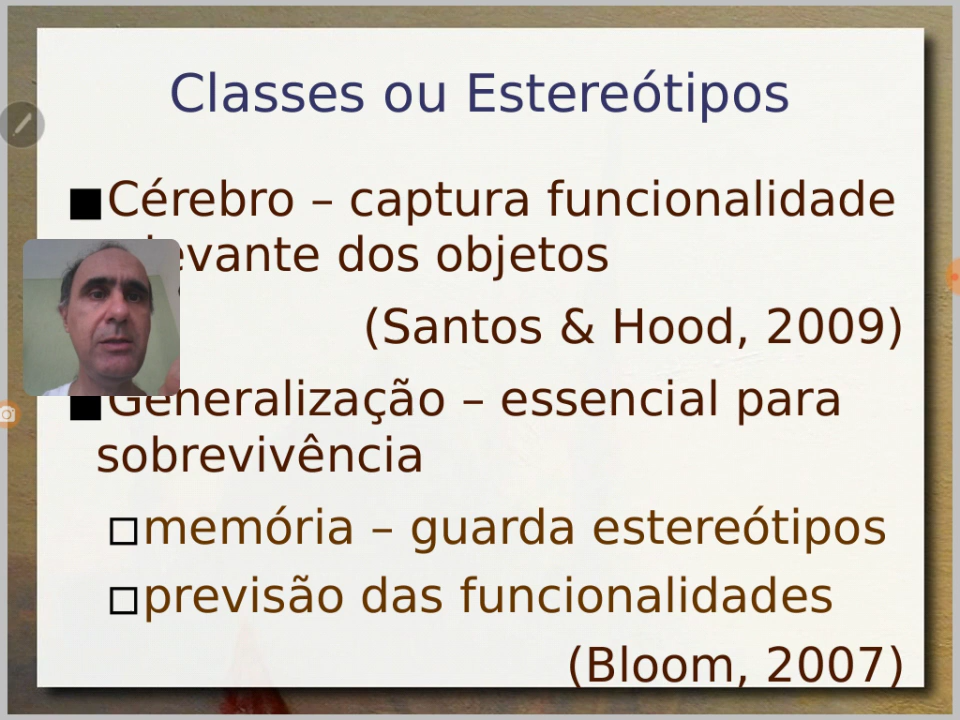 Classes ou Estereótipos
Cérebro – captura funcionalidade
dos objetos
(Santos & Hood, 2009)
Generalização – essencial para
sobrevivência
memória – guarda estereótipos
previsão das funcionalidades
(Bloom, 2007)